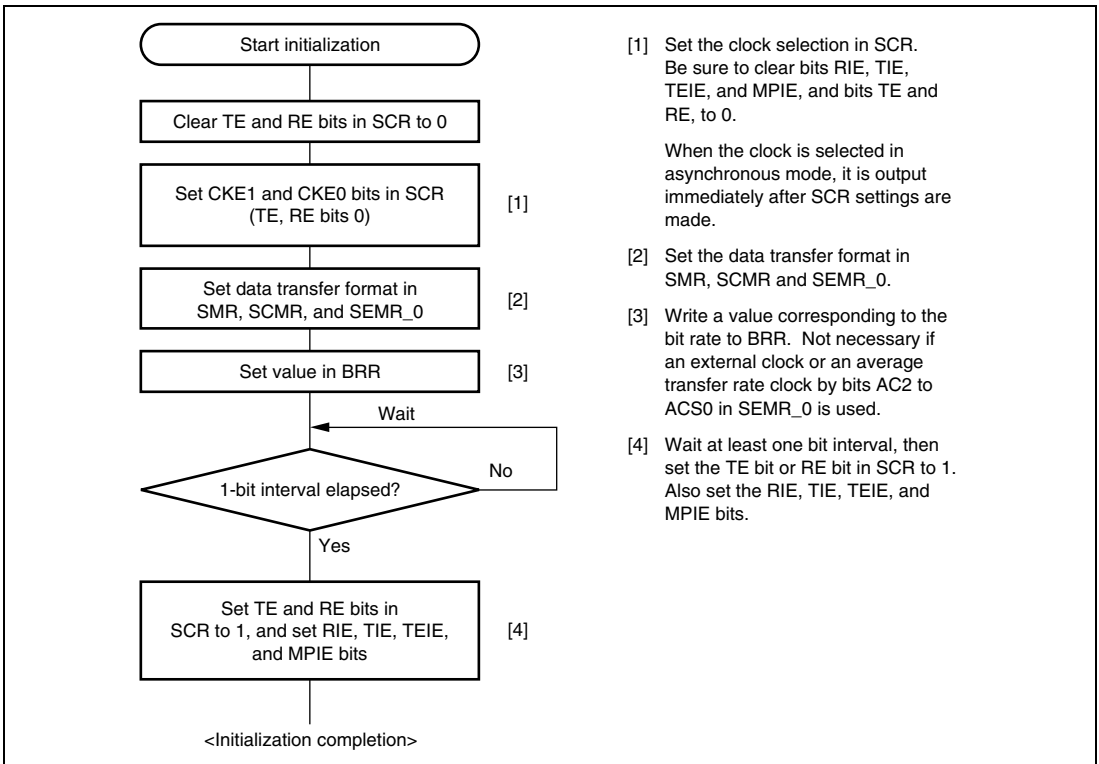 Start initialization
Clear TE and RE bits in SCR to 0
Set CKE1 and CKE0 bits in SCR
(TE, RE bits 0)
[1]
Set data transfer format in
SMR, SCMR, and SEMR_0
[2]
Set value in BRR
[3]
Wait
No
1-bit interval elapsed?
Yes
Set TE and RE bits in
SCR to 1, and set RIE, TIE, TEIE,
and MPIE bits
[4]
<Initialization completion>
[1] Set the clock selection in SCR.
Be sure to clear bits RIE, TIE,
TEIE, and MPIE, and bits TE and
RE, to 0.
When the clock is selected in
asynchronous mode, it is output
immediately after SCR settings are
made.
[2] Set the data transfer format in
SMR, SCMR and SEMR_0.
[3] Write a value corresponding to the
bit rate to BRR. Not necessary if
an external clock or an average
transfer rate clock by bits AC2 to
ACS0 in SEMR_0 is used.
[4] Wait at least one bit interval, then
set the TE bit or RE bit in SCR to 1.
Also set the RIE, TIE, TEIE, and
MPIE bits.